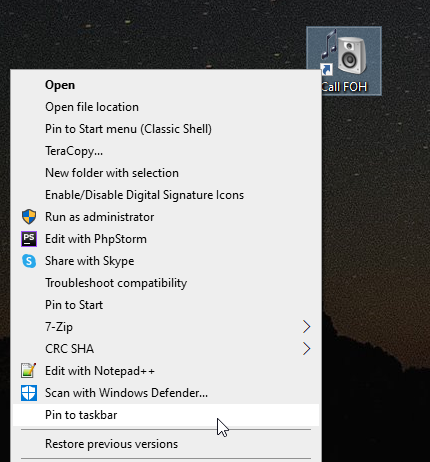 Call FOH
Open
Open file location
Pin to Start menu (Classic Shell)
TeraCopy...
New folder with selection
Enable/Disable Digital Signature Icons
Run as administrator
PS Edit with PhpStorm
S Share with Skype
Troubleshoot compatibility
Pin to Start
7-Zip
CRC SHA
Edit with Notepad++
Scan with Windows Defender...
Pin to taskbar
Restore previous versions